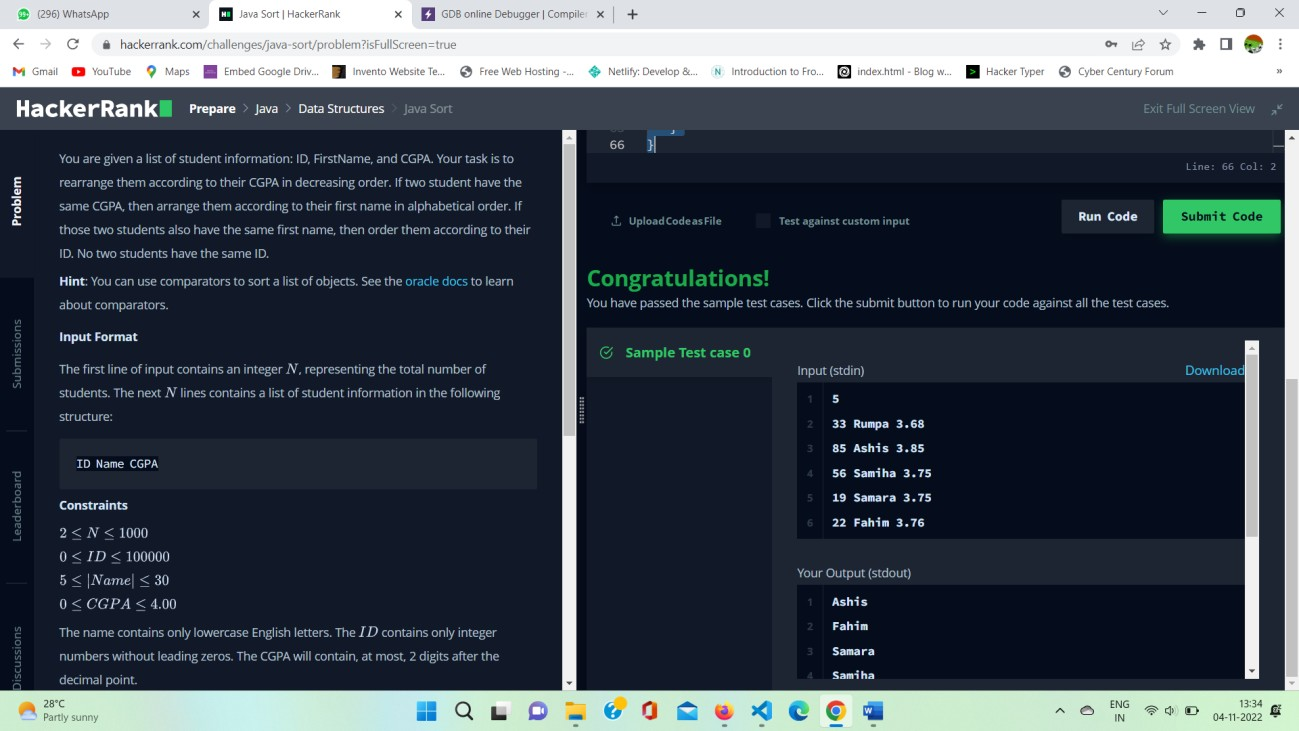 (296) WhatsApp
Java Sort | HackerRank
GDB online Debugger | Compiler
hackerrank.com/challenges/java-sort/problem?isFullScreen=true
Gmail YouTube Maps Embed Google Driv... Invento Website Te... Free Web Hosting -... Netlify: Develop &... Introduction to Fro... index.html - Blog w... Hacker Typer Cyber Century Forum »
HackerRank Prepare > Java > Data Structures > Java Sort Exit Full Screen View
Problem
Submissions
Leaderboard
Discussions
You are given a list of student information: ID, FirstName, and CGPA. Your task is to
rearrange them according to their CGPA in decreasing order. If two student have the
same CGPA, then arrange them according to their first name in alphabetical order. If
those two students also have the same first name, then order them according to their
ID. No two students have the same ID.
Hint: You can use comparators to sort a list of objects. See the oracle docs to learn
about comparators.
Input Format
The first line of input contains an integer N, representing the total number of
students. The next N lines contains a list of student information in the following
structure:
ID Name CGPA
Constraints
2 ≤ N ≤ 1000
0 ≤ ID ≤ 100000
5 ≤ |Name| ≤ 30
0 ≤ CGPA ≤ 4.00
The name contains only lowercase English letters. The ID contains only integer
numbers without leading zeros. The CGPA will contain, at most, 2 digits after the
decimal point.
66 }
Line: 66 Col: 2
Upload Code as File Test against custom input Run Code Submit Code
Congratulations!
You have passed the sample test cases. Click the submit button to run your code against all the test cases.
Sample Test case 0
Input (stdin) Download
1 5
2 33 Rumpa 3.68
3 85 Ashis 3.85
4 56 Samiha 3.75
5 19 Samara 3.75
6 22 Fahim 3.76
Your Output (stdout)
1 Ashis
2 Fahim
3 Samara
4 Samiha
28°C
Partly sunny
ENG
IN
13:34
04-11-2022